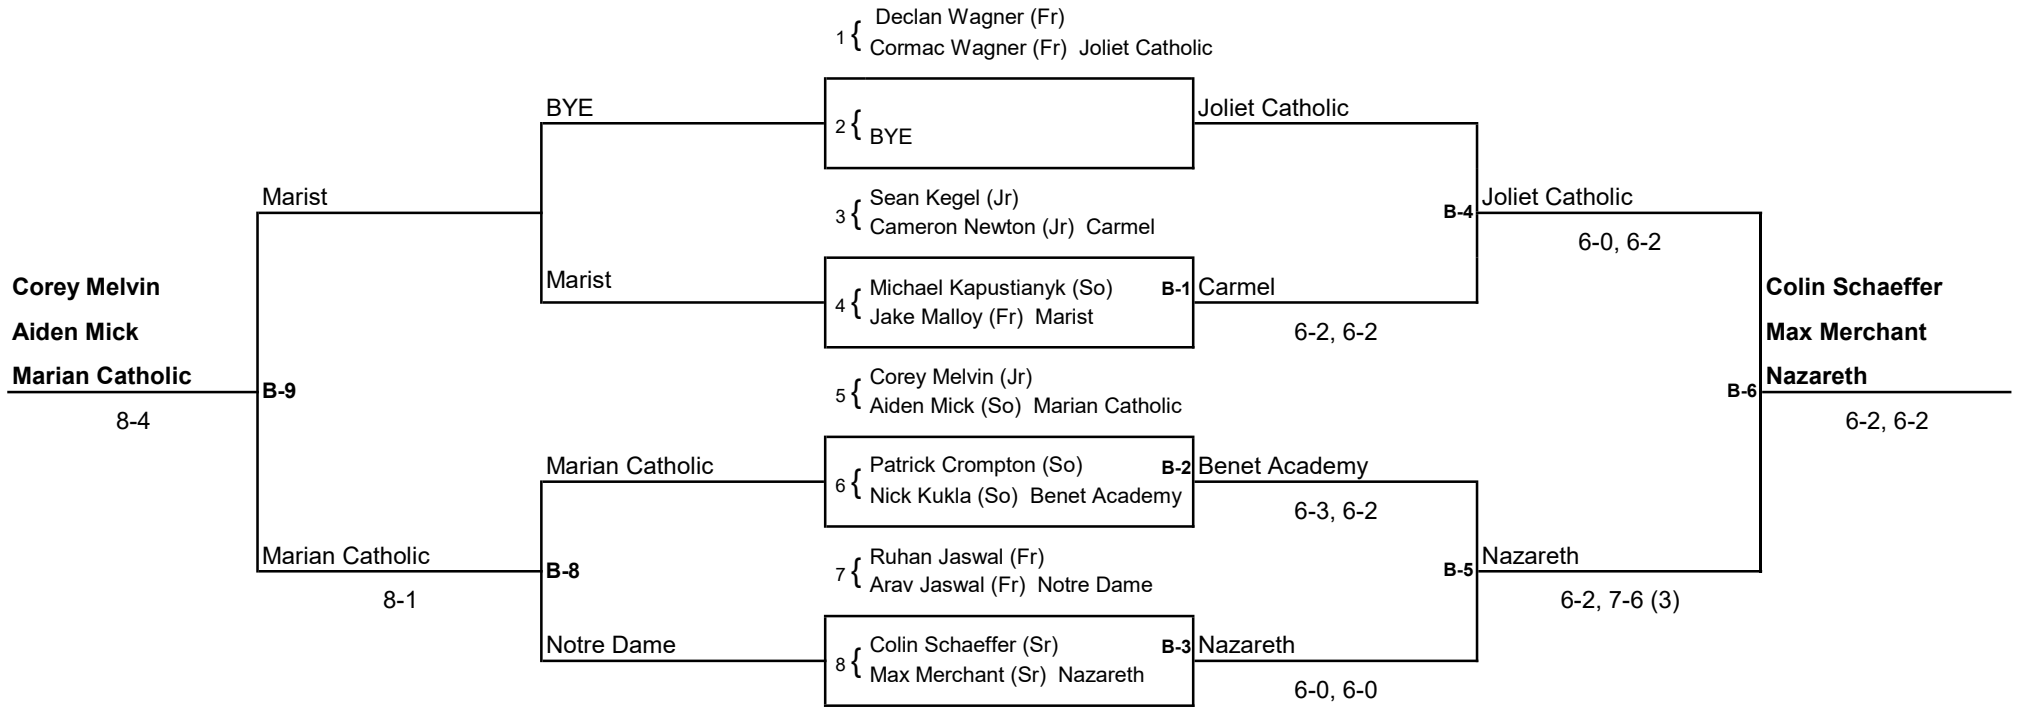 Declan Wagner (Fr)
1 { Cormac Wagner (Fr) Joliet Catholic
BYE
Joliet Catholic
2 { BYE
Marist
Sean Kegel (Jr)
3 { Cameron Newton (Jr) Carmel
B-4 Joliet Catholic
6-0, 6-2
Marist
Michael Kapustianyk (So)
4 { Jake Malloy (Fr) Marist
B-1 Carmel
6-2, 6-2
Corey Melvin
Aiden Mick
Marian Catholic
B-9
8-4
Corey Melvin (Jr)
5 { Aiden Mick (So) Marian Catholic
Colin Schaeffer
Max Merchant
B-6 Nazareth
6-2, 6-2
Marian Catholic
Patrick Crompton (So)
6 { Nick Kukla (So) Benet Academy
B-2 Benet Academy
6-3, 6-2
Marian Catholic
B-8
8-1
Ruhan Jaswal (Fr)
7 { Arav Jaswal (Fr) Notre Dame
B-5 Nazareth
6-2, 7-6 (3)
Notre Dame
Colin Schaeffer (Sr)
8 { Max Merchant (Sr) Nazareth
B-3 Nazareth
6-0, 6-0